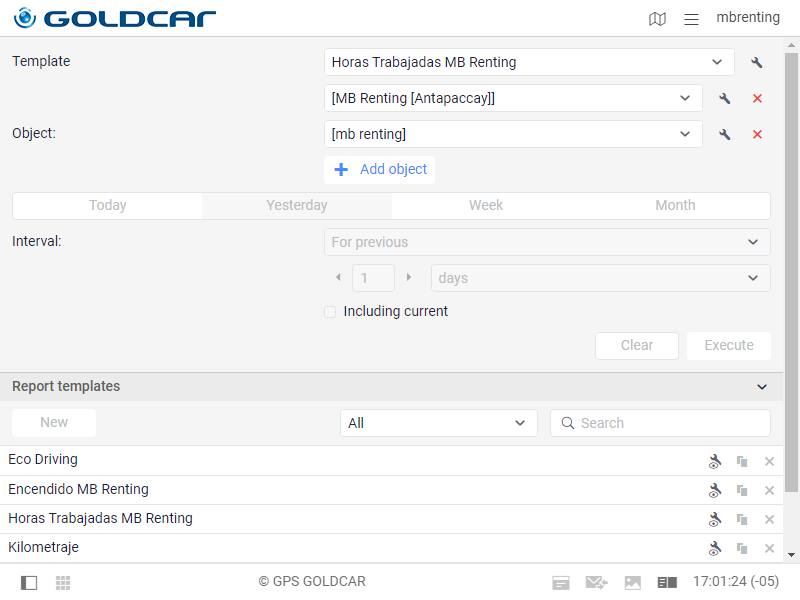 GOLDCAR
mbrenting
Template
Horas Trabajadas MB Renting
[MB Renting [Antapaccay]]
Object:
[mb renting]
Add object
Today Yesterday Week Month
Interval:
For previous
1 days
Including current
Clear Execute
Report templates
New All Search
Eco Driving
Encendido MB Renting
Horas Trabajadas MB Renting
Kilometraje
© GPS GOLDCAR 17:01:24 (-05)